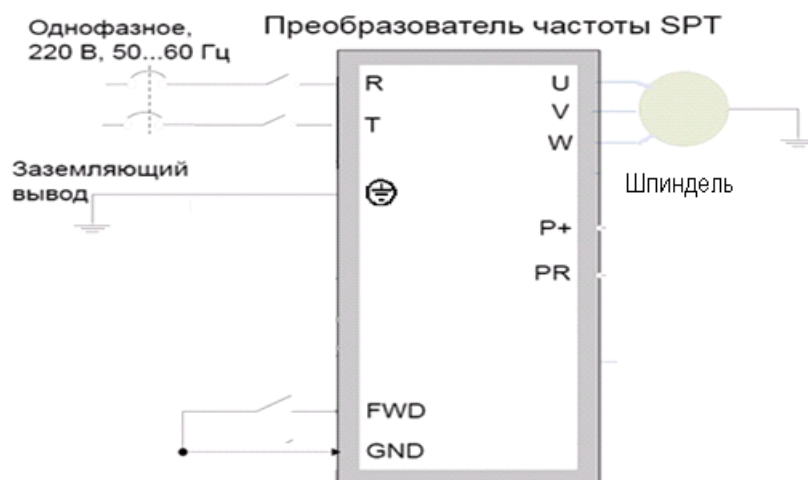 Однофазное,
220 В, 50...60 Гц
Преобразователь частоты SPT
R
T
Заземляющий
вывод
U
V
W
Шпиндель
P+
PR
FWD
GND